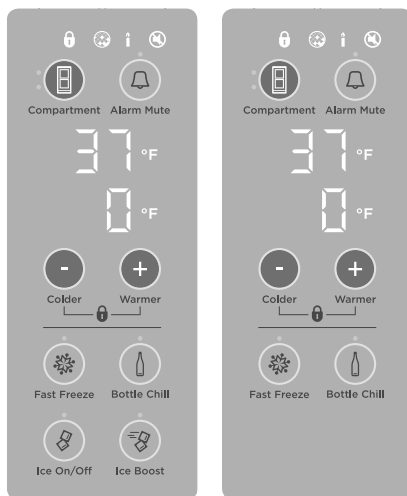 Compartment Alarm Mute
37 °F
0 °F
- +
Colder Warmer
Fast Freeze Bottle Chill
Ice On/Off Ice Boost
Compartment Alarm Mute
37 °F
0 °F
- +
Colder Warmer
Fast Freeze Bottle Chill